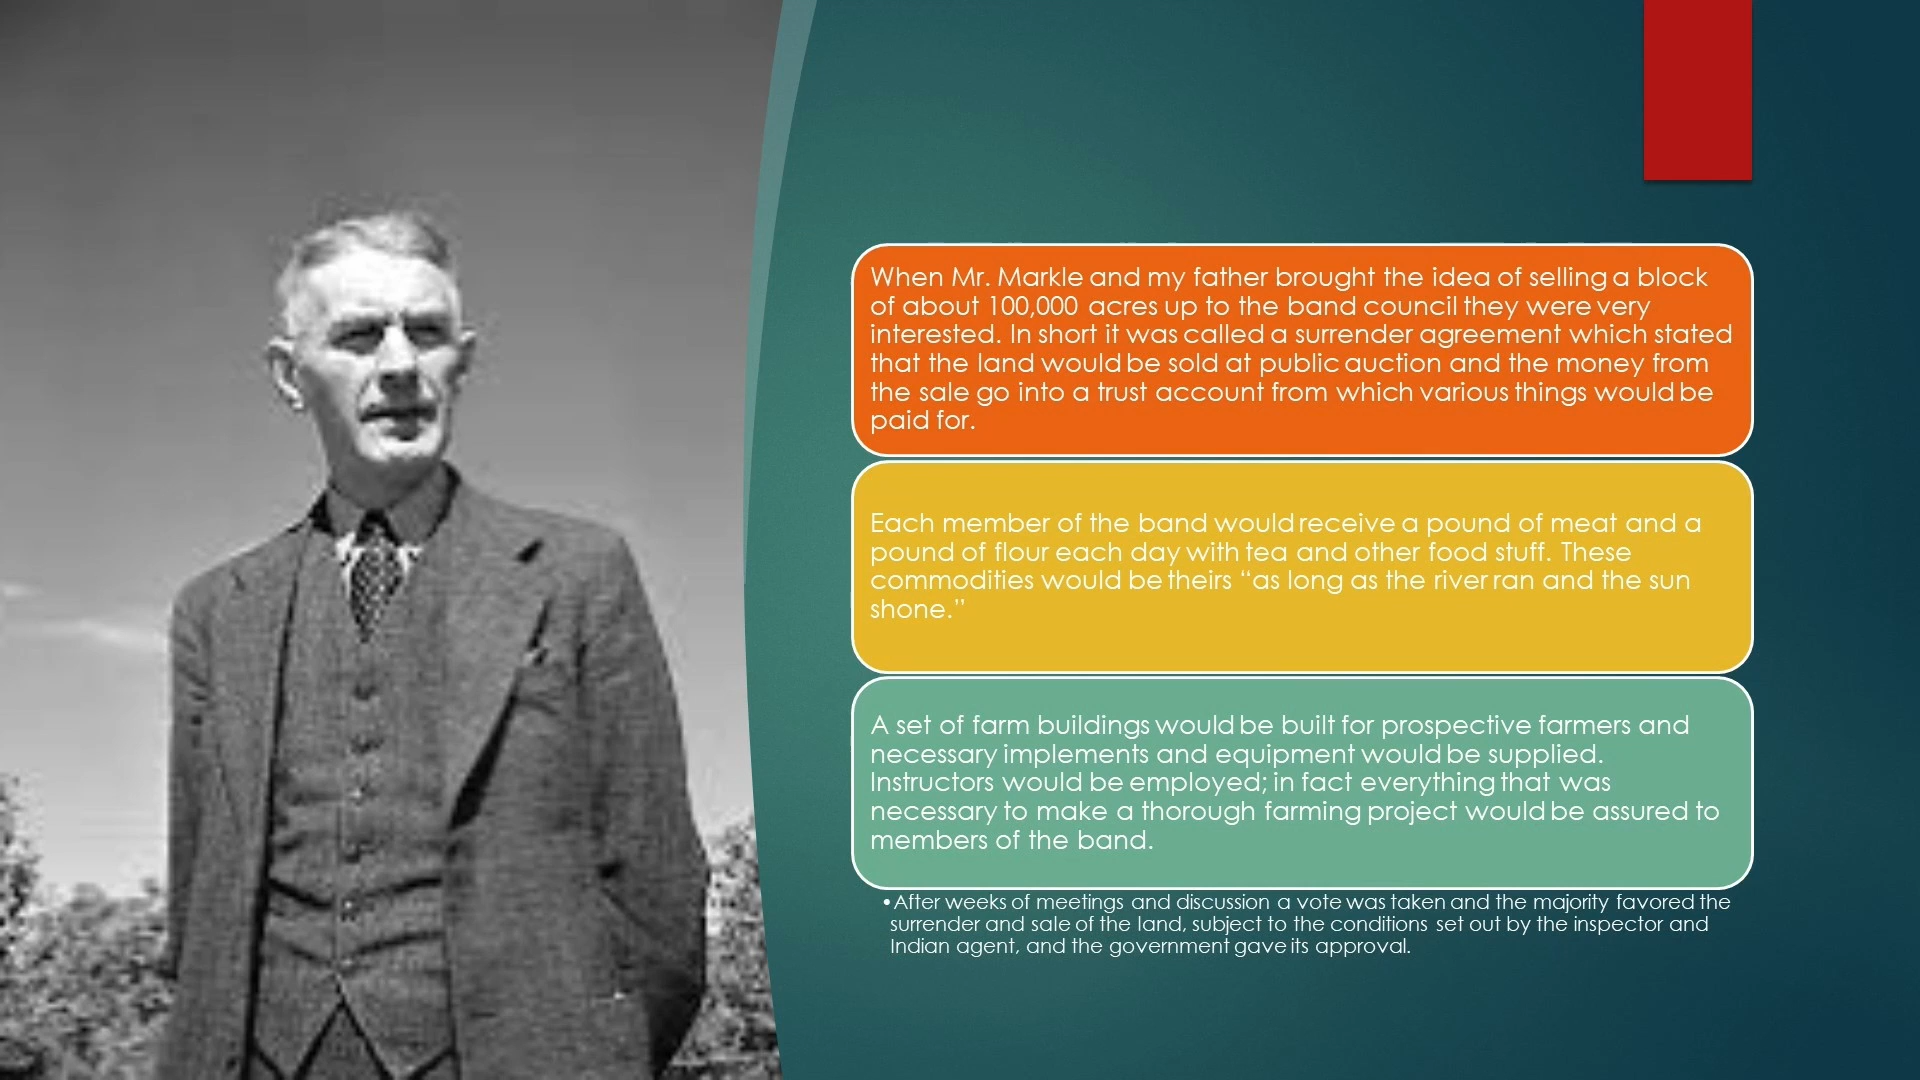 When Mr. Markle and my father brought the idea of selling a block
of about 100,000 acres up to the band council they were very
interested. In short it was called a surrender agreement which stated
that the land would be sold at public auction and the money from
the sale go into a trust account from which various things would be
paid for.
Each member of the band would receive a pound of meat and a
pound of flour each day with tea and other food stuff. These
commodities would be theirs “as long as the river ran and the sun
shone.”
A set of farm buildings would be built for prospective farmers and
necessary implements and equipment would be supplied.
Instructors would be employed; in fact everything that was
necessary to make a thorough farming project would be assured to
members of the band.
•After weeks of meetings and discussion a vote was taken and the majority favored the
surrender and sale of the land, subject to the conditions set out by the inspector and
Indian agent, and the government gave its approval.